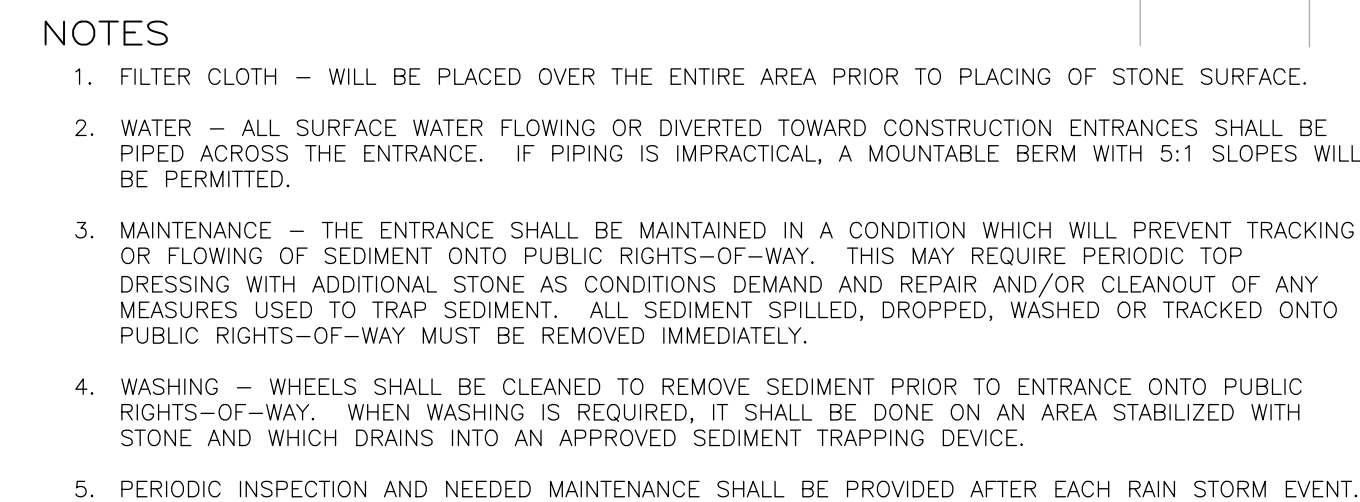 NOTES
1. FILTER CLOTH – WILL BE PLACED OVER THE ENTIRE AREA PRIOR TO PLACING OF STONE SURFACE.
2. WATER – ALL SURFACE WATER FLOWING OR DIVERTED TOWARD CONSTRUCTION ENTRANCES SHALL BE
PIPED ACROSS THE ENTRANCE. IF PIPING IS IMPRACTICAL, A MOUNTABLE BERM WITH 5:1 SLOPES WILL
BE PERMITTED.
3. MAINTENANCE – THE ENTRANCE SHALL BE MAINTAINED IN A CONDITION WHICH WILL PREVENT TRACKING
OR FLOWING OF SEDIMENT ONTO PUBLIC RIGHTS–OF–WAY. THIS MAY REQUIRE PERIODIC TOP
DRESSING WITH ADDITIONAL STONE AS CONDITIONS DEMAND AND REPAIR AND/OR CLEANOUT OF ANY
MEASURES USED TO TRAP SEDIMENT. ALL SEDIMENT SPILLED, DROPPED, WASHED OR TRACKED ONTO
PUBLIC RIGHTS–OF–WAY MUST BE REMOVED IMMEDIATELY.
4. WASHING – WHEELS SHALL BE CLEANED TO REMOVE SEDIMENT PRIOR TO ENTRANCE ONTO PUBLIC
RIGHTS–OF–WAY. WHEN WASHING IS REQUIRED, IT SHALL BE DONE ON AN AREA STABILIZED WITH
STONE AND WHICH DRAINS INTO AN APPROVED SEDIMENT TRAPPING DEVICE.
5. PERIODIC INSPECTION AND NEEDED MAINTENANCE SHALL BE PROVIDED AFTER EACH RAIN STORM EVENT.